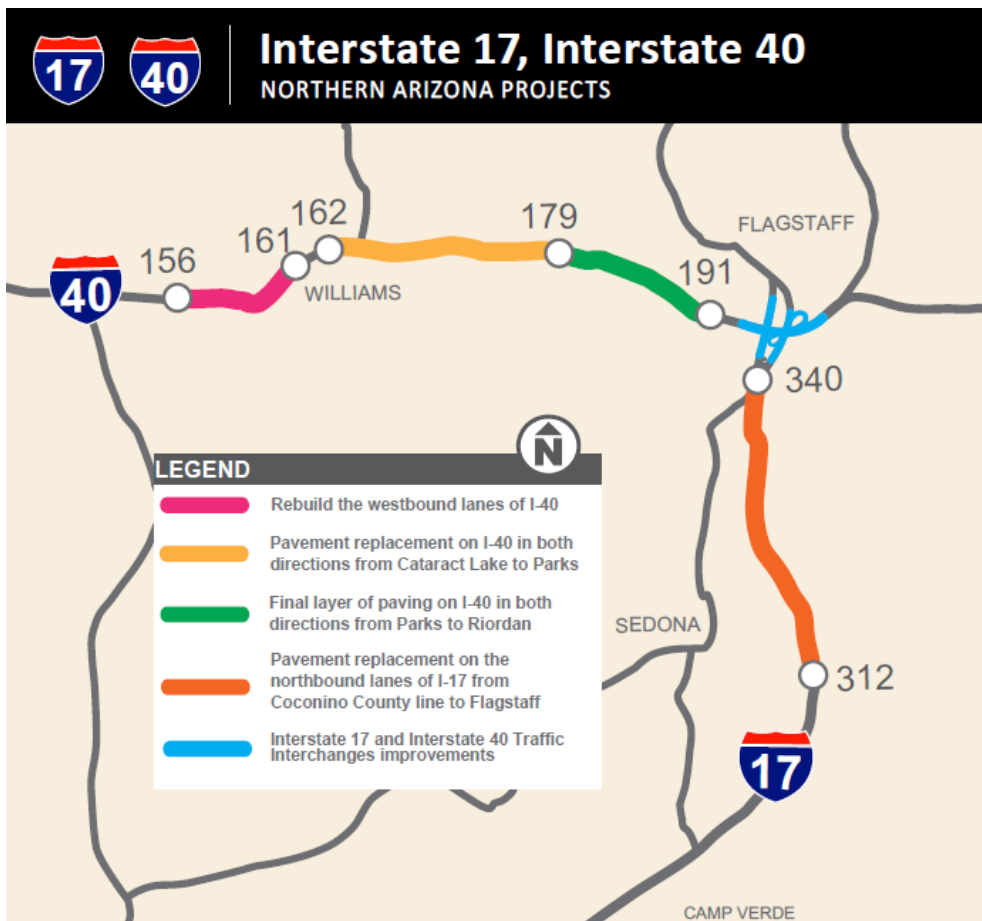 17
40
Interstate 17, Interstate 40
NORTHERN ARIZONA PROJECTS
162
179
FLAGSTAFF
161
156
191
40
WILLIAMS
340
N
LEGEND
Rebuild the westbound lanes of I-40
Pavement replacement on I-40 in both
directions from Cataract Lake to Parks
Final layer of paving on I-40 in both
directions from Parks to Riordan
Pavement replacement on the
northbound lanes of I-17 from
Coconino County line to Flagstaff
Interstate 17 and Interstate 40 Traffic
Interchanges improvements
SEDONA
312
17
CAMP VERDE